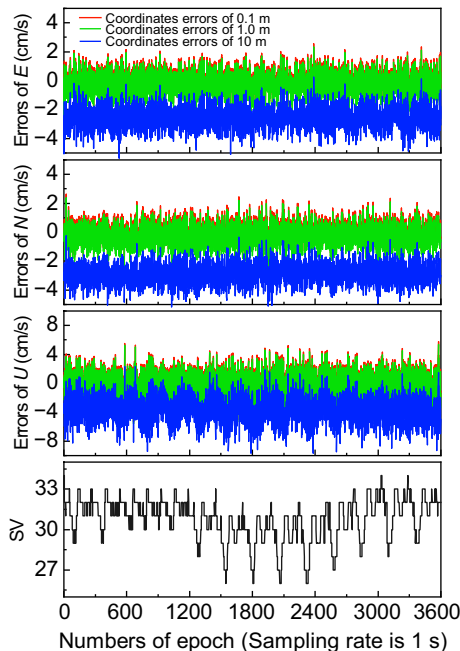 Coordinates errors of 0.1 m
Coordinates errors of 1.0 m
Coordinates errors of 10 m
Errors of E (cm/s)
4
2
0
−2
−4
Errors of N (cm/s)
4
2
0
−2
−4
Errors of U (cm/s)
8
4
0
−4
−8
SV
33
30
27
0 600 1200 1800 2400 3000 3600
Numbers of epoch (Sampling rate is 1 s)